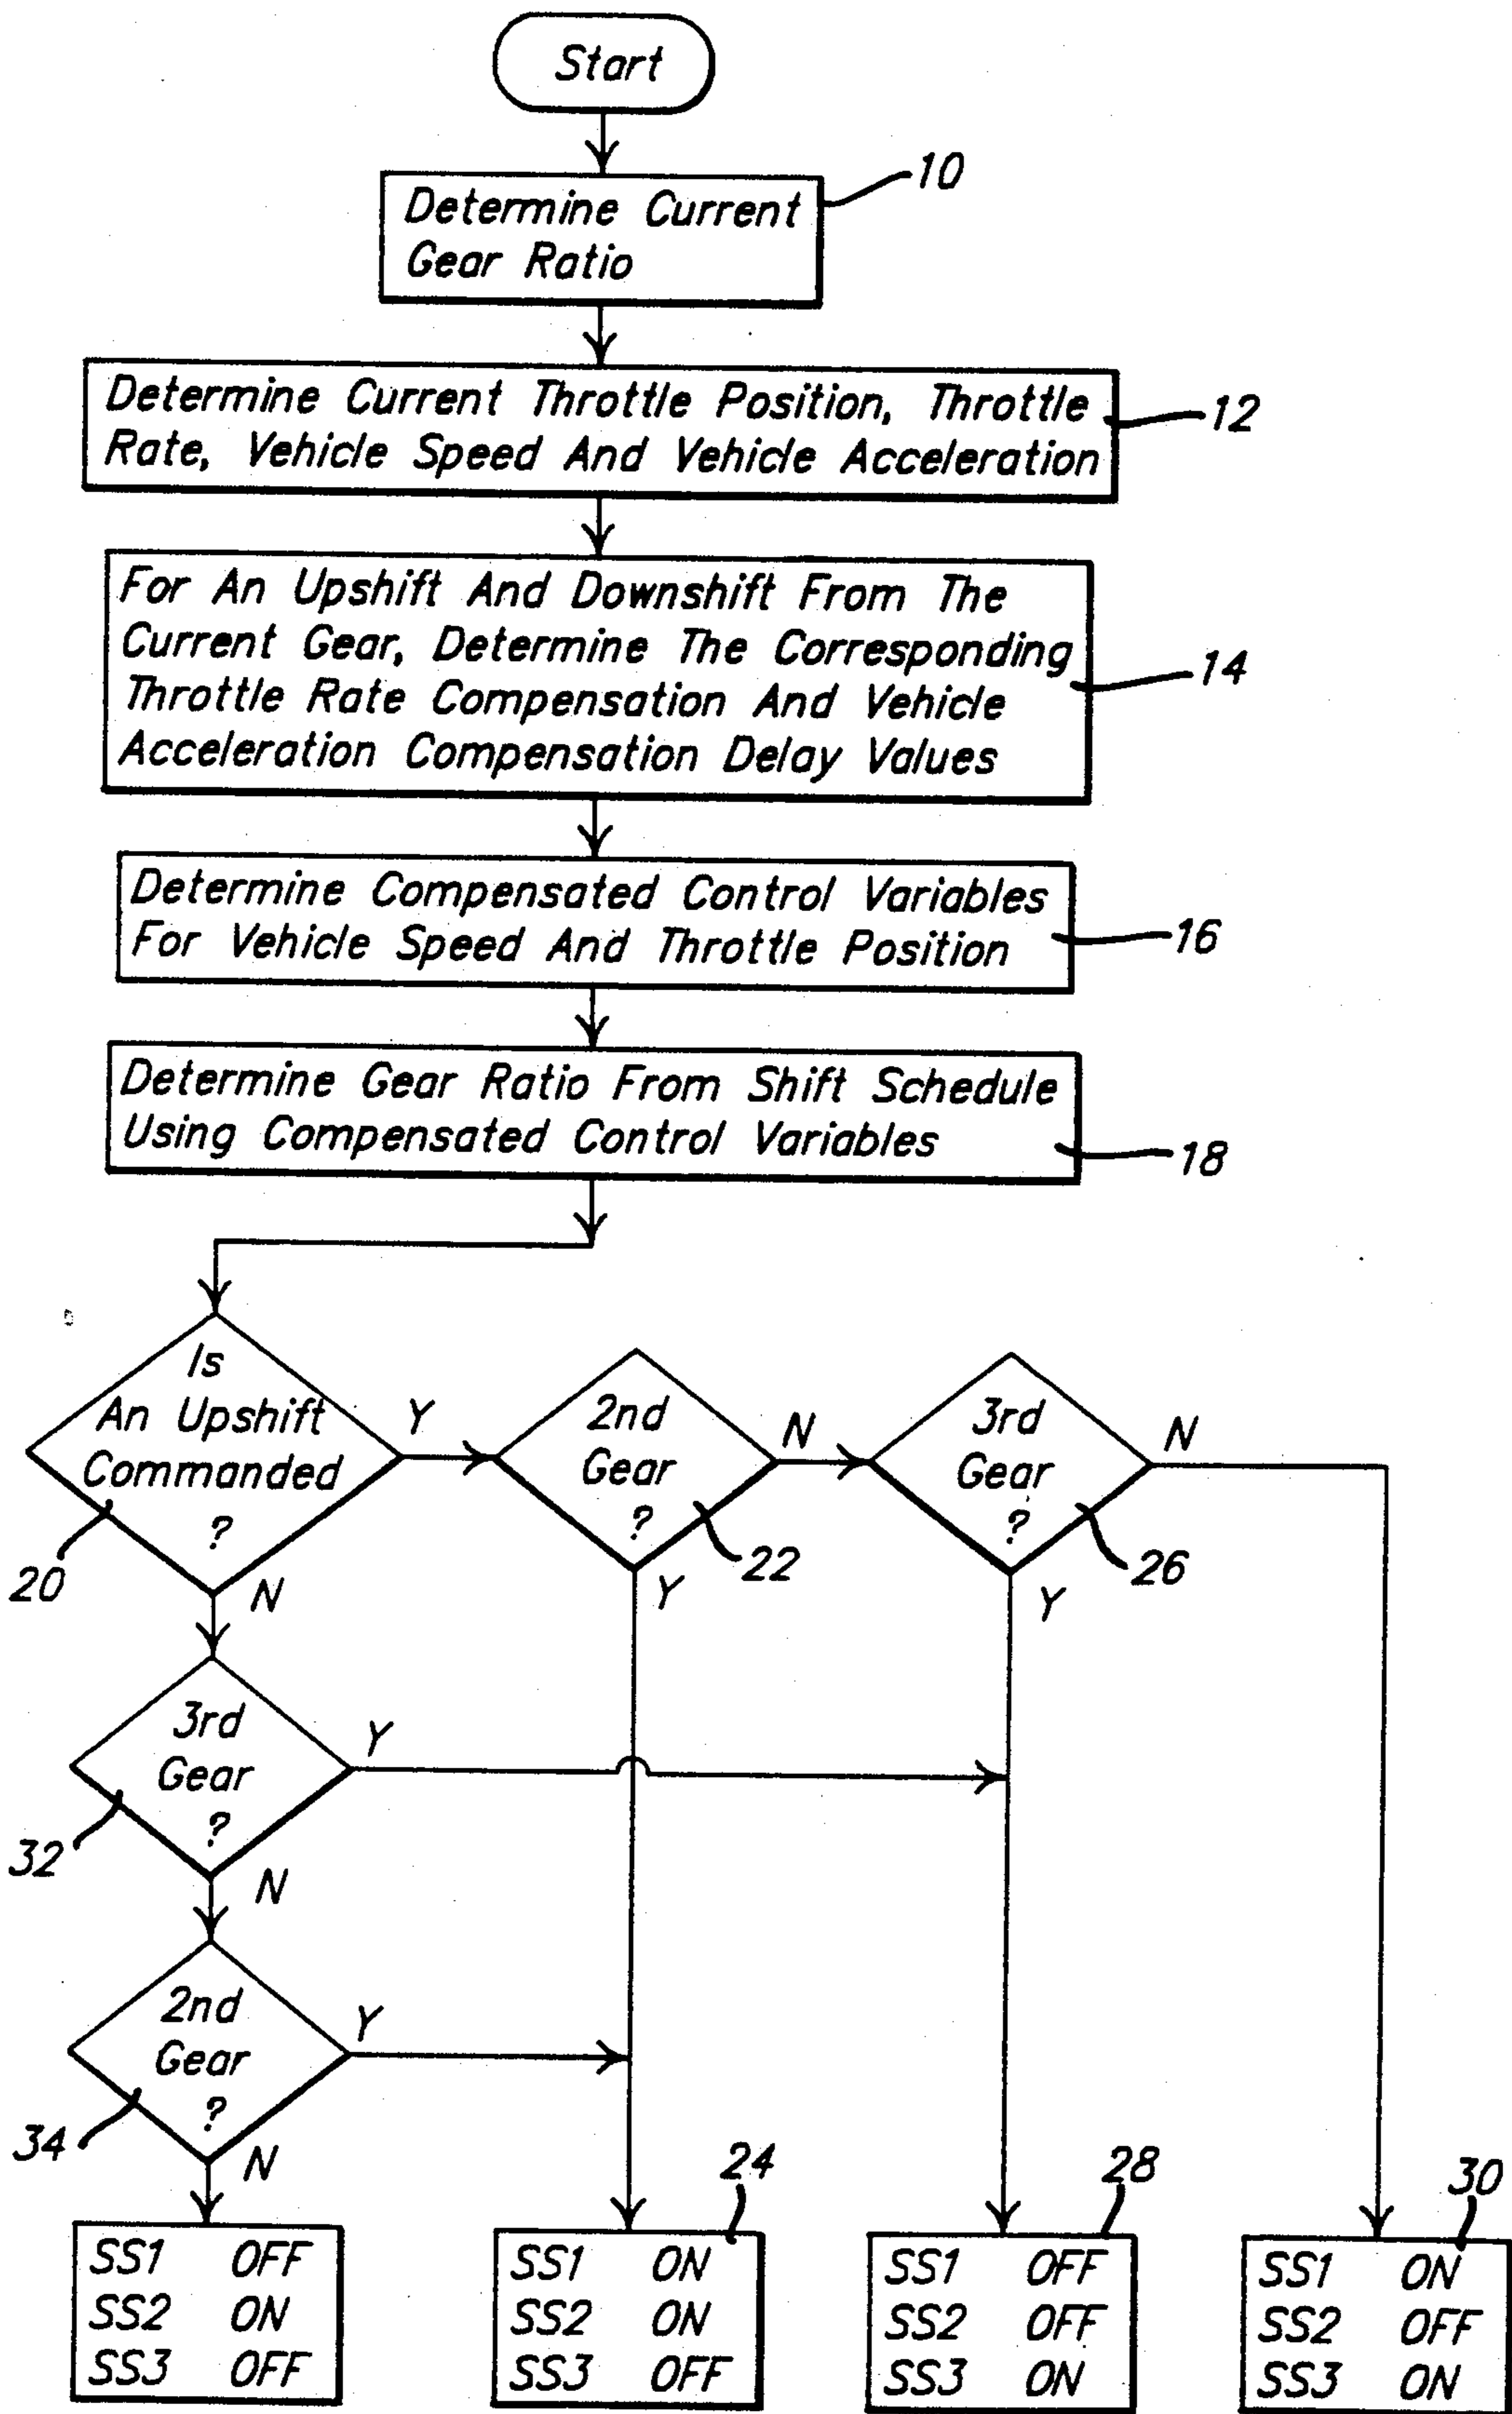 Start
10
Determine Current
Gear Ratio
Determine Current Throttle Position, Throttle
Rate, Vehicle Speed And Vehicle Acceleration
12
For An Upshift And Downshift From The
Current Gear, Determine The Corresponding
Throttle Rate Compensation And Vehicle
Acceleration Compensation Delay Values
14
Determine Compensated Control Variables
For Vehicle Speed And Throttle Position
16
Determine Gear Ratio From Shift Schedule
Using Compensated Control Variables
18
Is
An Upshift
Commanded
?
20
Y
N
2nd
Gear
?
22
N
Y
3rd
Gear
?
26
N
Y
3rd
Gear
?
32
Y
N
2nd
Gear
?
34
Y
N
SS1 OFF
SS2 ON
SS3 OFF
24
SS1 ON
SS2 ON
SS3 OFF
28
SS1 OFF
SS2 OFF
SS3 ON
30
SS1 ON
SS2 OFF
SS3 ON